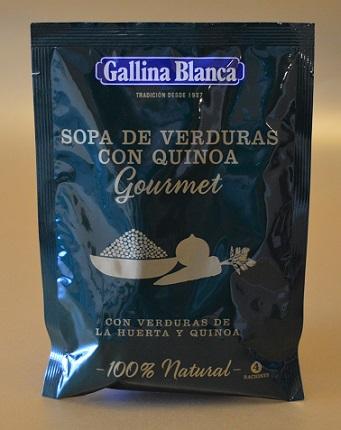 Gallina Blanca
TRADICIÓN DESDE 1937
SOPA DE VERDURAS
CON QUINOA
Gourmet
CON VERDURAS DE
LA HUERTA Y QUINOA
100% Natural
4
RACIONES